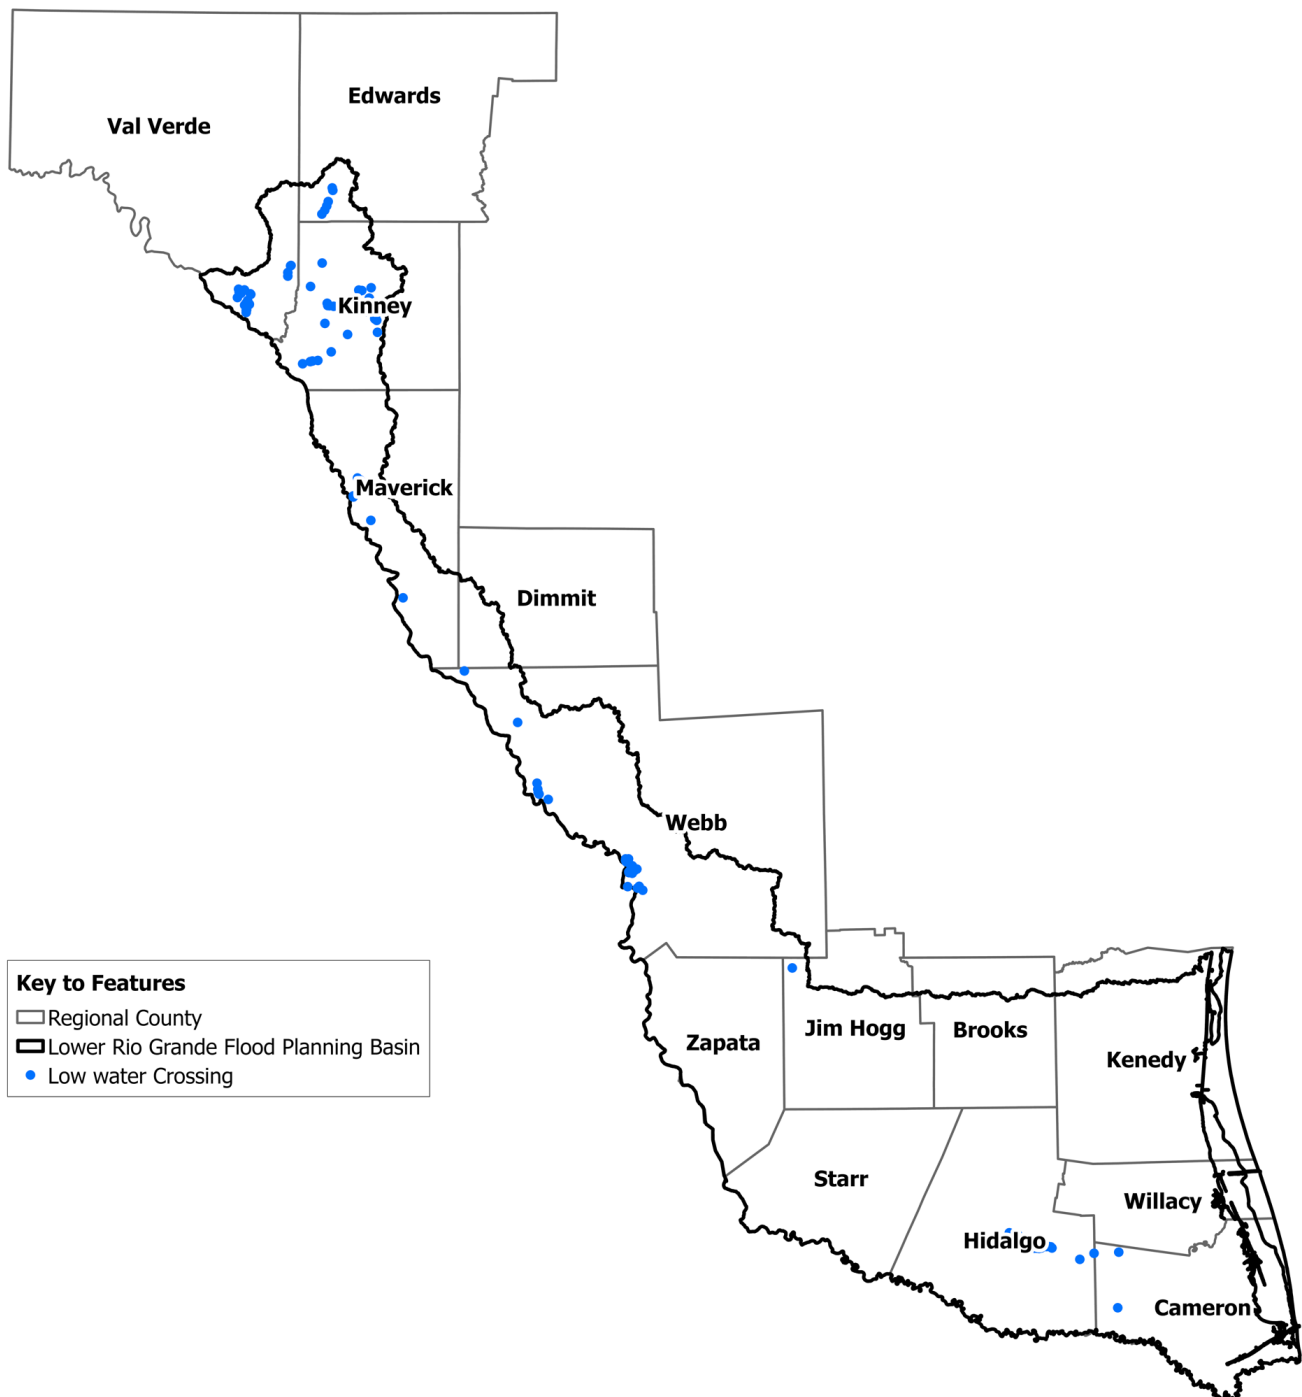 Edwards
Val Verde
Kinney
Maverick
Dimmit
Webb
Key to Features
Regional County
Lower Rio Grande Flood Planning Basin
Low water Crossing
Zapata
Jim Hogg
Brooks
Kenedy
Starr
Willacy
Hidalgo
Cameron